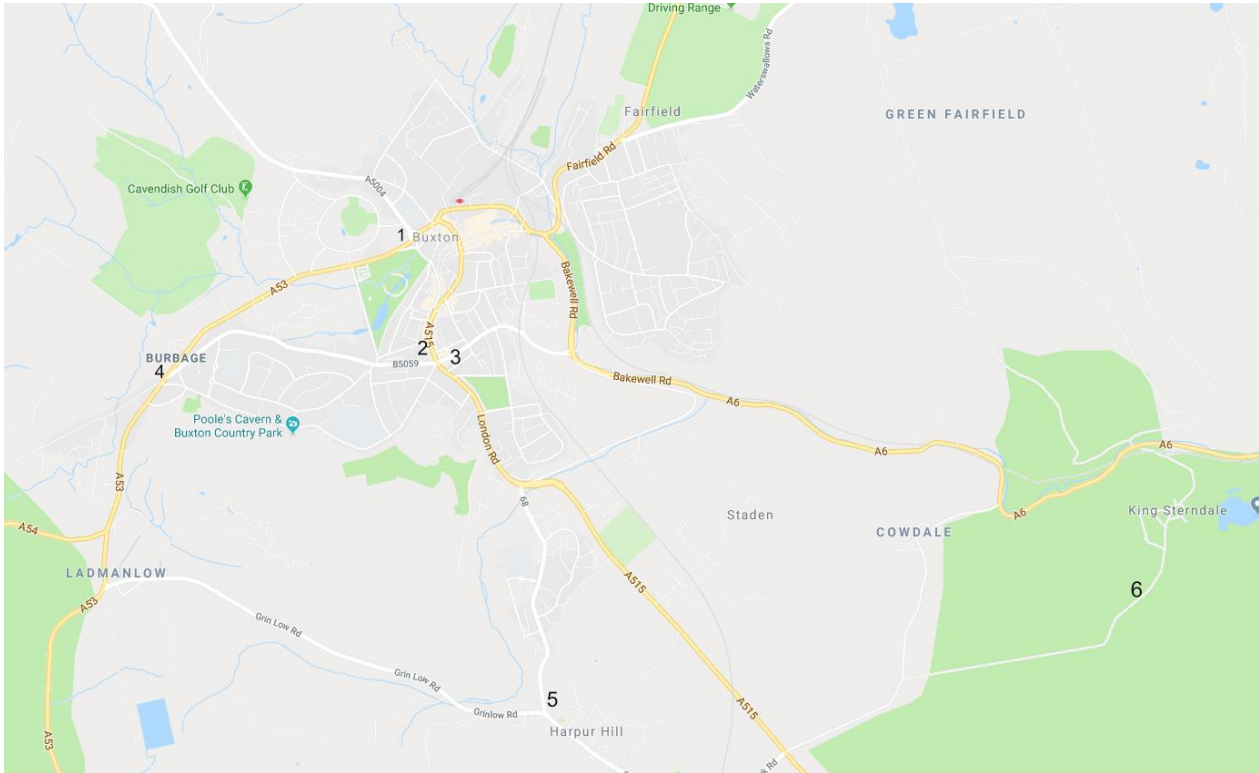 Driving Range
Waterswallows Rd
Fairfield
GREEN FAIRFIELD
Fairfield Rd
A5004
Cavendish Golf Club
1
Buxton
A53
Bakewell Rd
A515
2
3
B5059
BURBAGE
4
Bakewell Rd
A6
Poole's Cavern &
Buxton Country Park
London Rd
A6
A6
A53
68
A6
King Sterndale
Staden
COWDALE
A54
LADMANLOW
A515
6
A53
Grin Low Rd
Grin Low Rd
5
Grinlow Rd
A515
Harpur Hill
A53